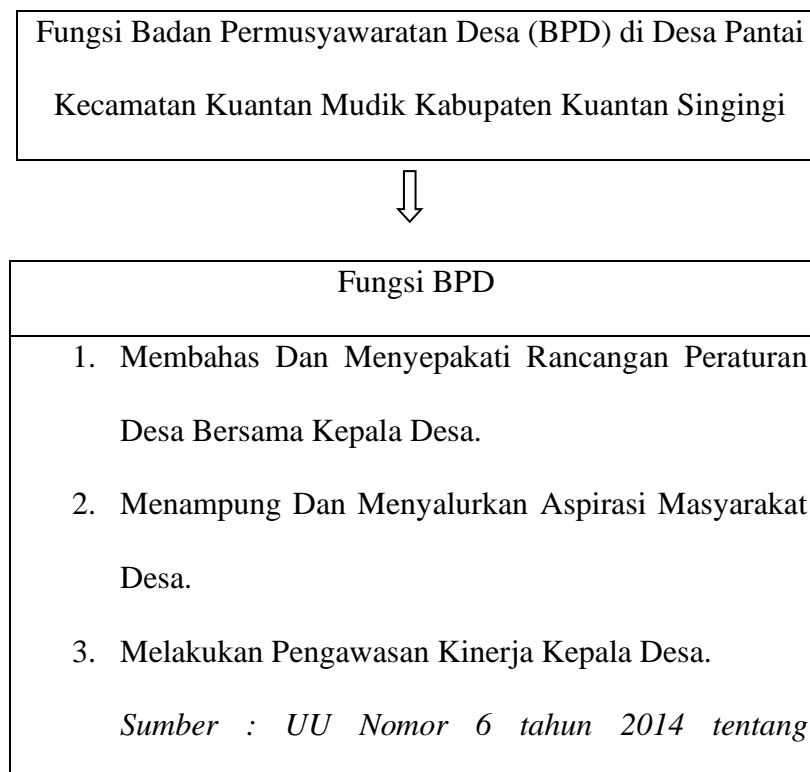 Fungsi Badan Permusyawaratan Desa (BPD) di Desa Pantai
Kecamatan Kuantan Mudik Kabupaten Kuantan Singingi
Fungsi BPD
1. Membahas Dan Menyepakati Rancangan Peraturan
Desa Bersama Kepala Desa.
2. Menampung Dan Menyalurkan Aspirasi Masyarakat
Desa.
3. Melakukan Pengawasan Kinerja Kepala Desa.
Sumber : UU Nomor 6 tahun 2014 tentang